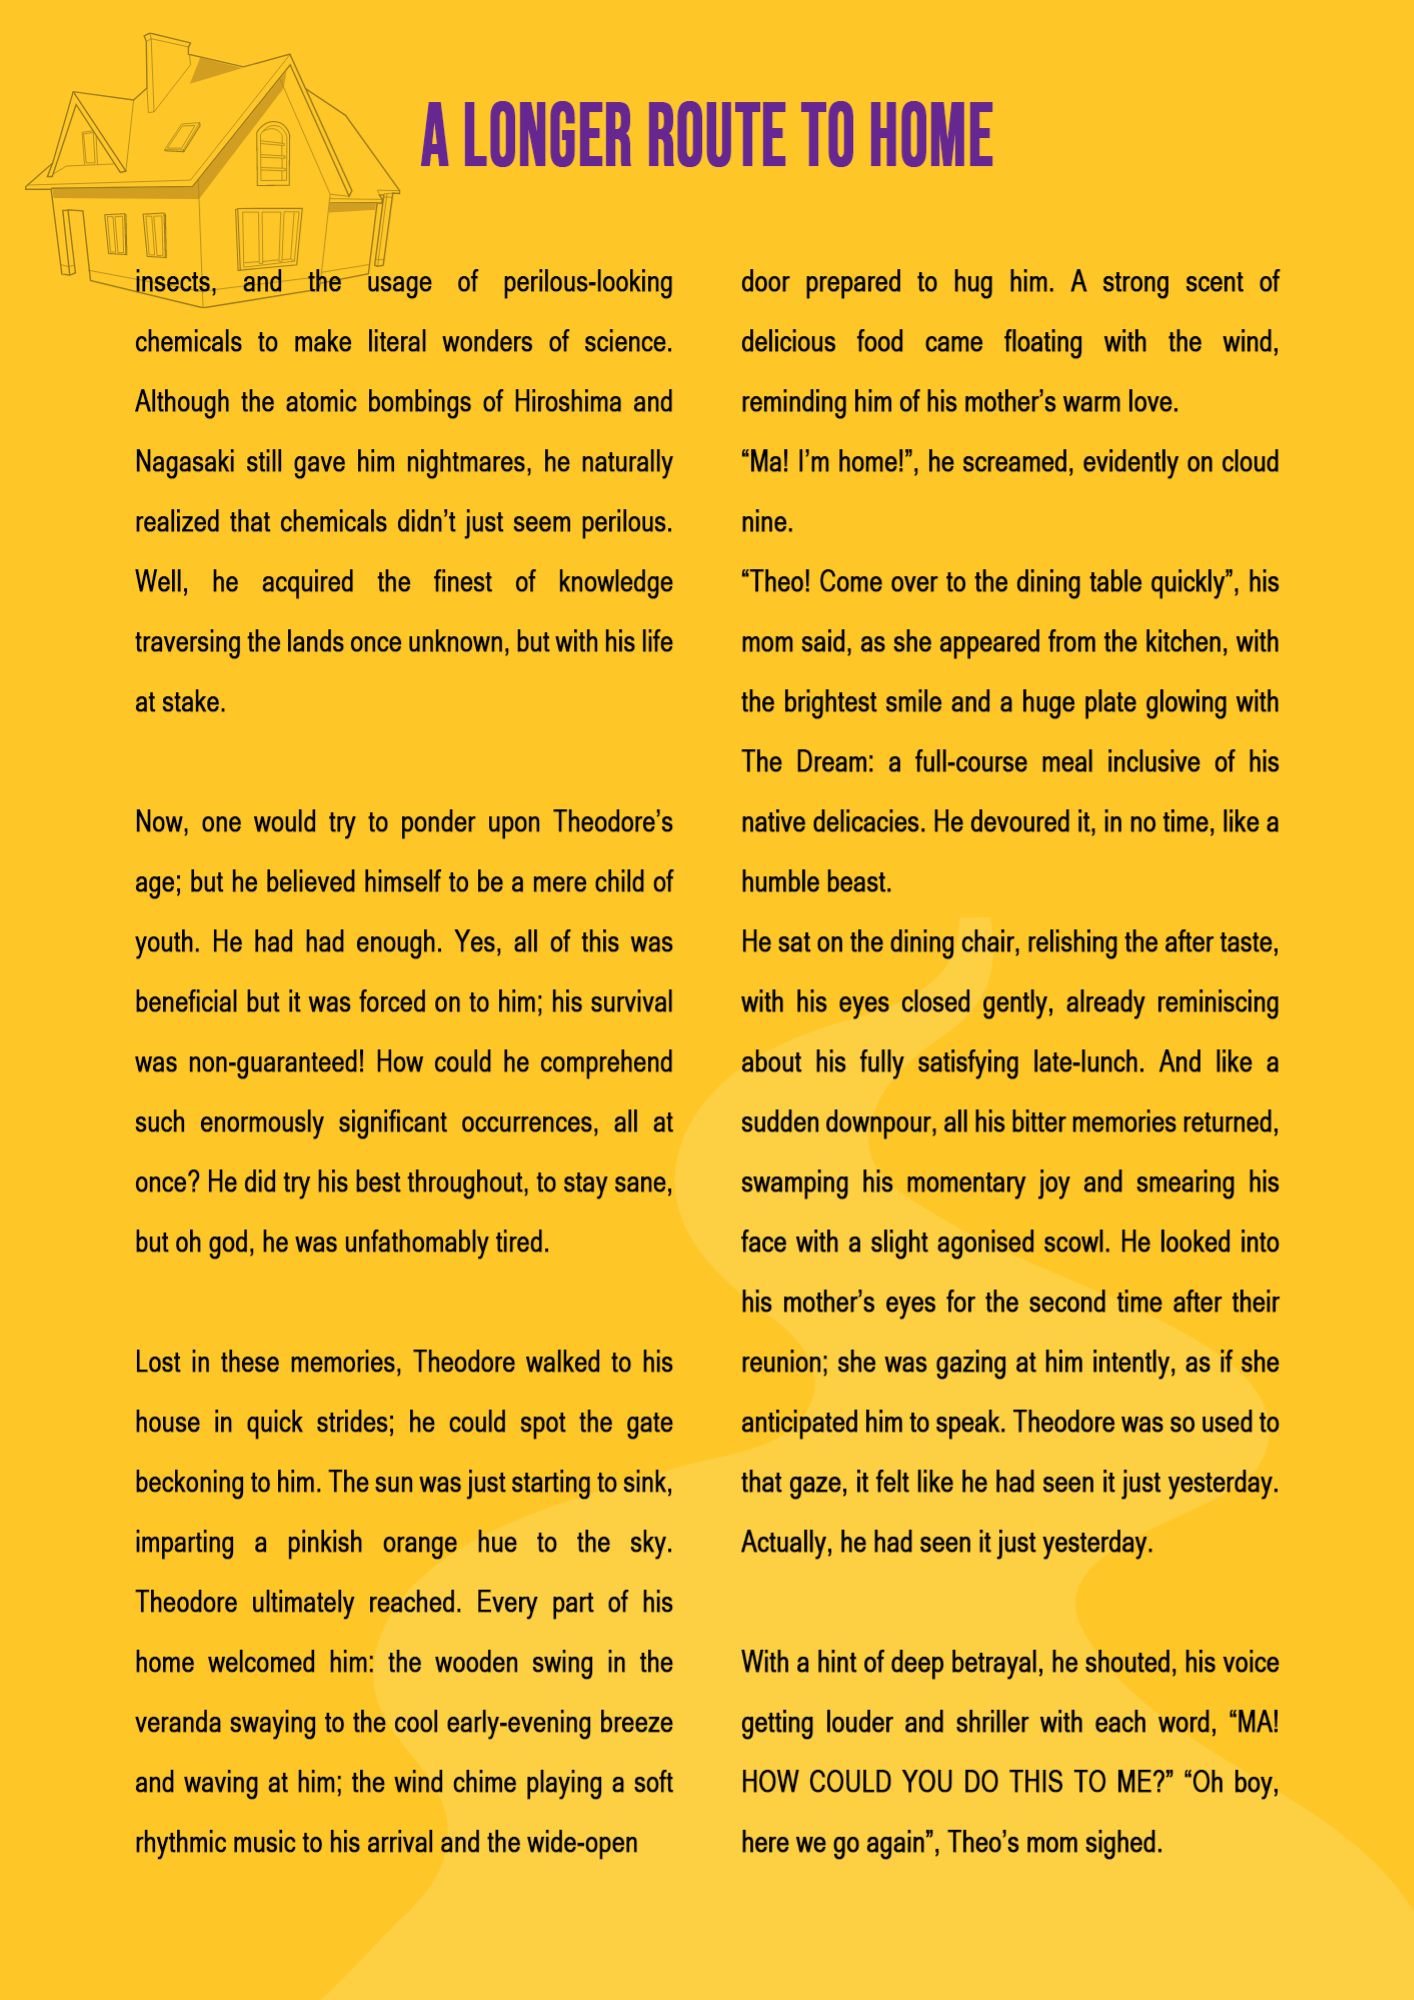 A LONGER ROUTE TO HOME
insects, and the usage of perilous-looking
chemicals to make literal wonders of science.
Although the atomic bombings of Hiroshima and
Nagasaki still gave him nightmares, he naturally
realized that chemicals didn’t just seem perilous.
Well, he acquired the finest of knowledge
traversing the lands once unknown, but with his life
at stake.
Now, one would try to ponder upon Theodore’s
age; but he believed himself to be a mere child of
youth. He had had enough. Yes, all of this was
beneficial but it was forced on to him; his survival
was non-guaranteed! How could he comprehend
such enormously significant occurrences, all at
once? He did try his best throughout, to stay sane,
but oh god, he was unfathomably tired.
Lost in these memories, Theodore walked to his
house in quick strides; he could spot the gate
beckoning to him. The sun was just starting to sink,
imparting a pinkish orange hue to the sky.
Theodore ultimately reached. Every part of his
home welcomed him: the wooden swing in the
veranda swaying to the cool early-evening breeze
and waving at him; the wind chime playing a soft
rhythmic music to his arrival and the wide-open
door prepared to hug him. A strong scent of
delicious food came floating with the wind,
reminding him of his mother’s warm love.
“Ma! I’m home!”, he screamed, evidently on cloud
nine.
“Theo! Come over to the dining table quickly”, his
mom said, as she appeared from the kitchen, with
the brightest smile and a huge plate glowing with
The Dream: a full-course meal inclusive of his
native delicacies. He devoured it, in no time, like a
humble beast.
He sat on the dining chair, relishing the after taste,
with his eyes closed gently, already reminiscing
about his fully satisfying late-lunch. And like a
sudden downpour, all his bitter memories returned,
swamping his momentary joy and smearing his
face with a slight agonised scowl. He looked into
his mother’s eyes for the second time after their
reunion; she was gazing at him intently, as if she
anticipated him to speak. Theodore was so used to
that gaze, it felt like he had seen it just yesterday.
Actually, he had seen it just yesterday.
With a hint of deep betrayal, he shouted, his voice
getting louder and shriller with each word, “MA!
HOW COULD YOU DO THIS TO ME?” “Oh boy,
here we go again”, Theo’s mom sighed.